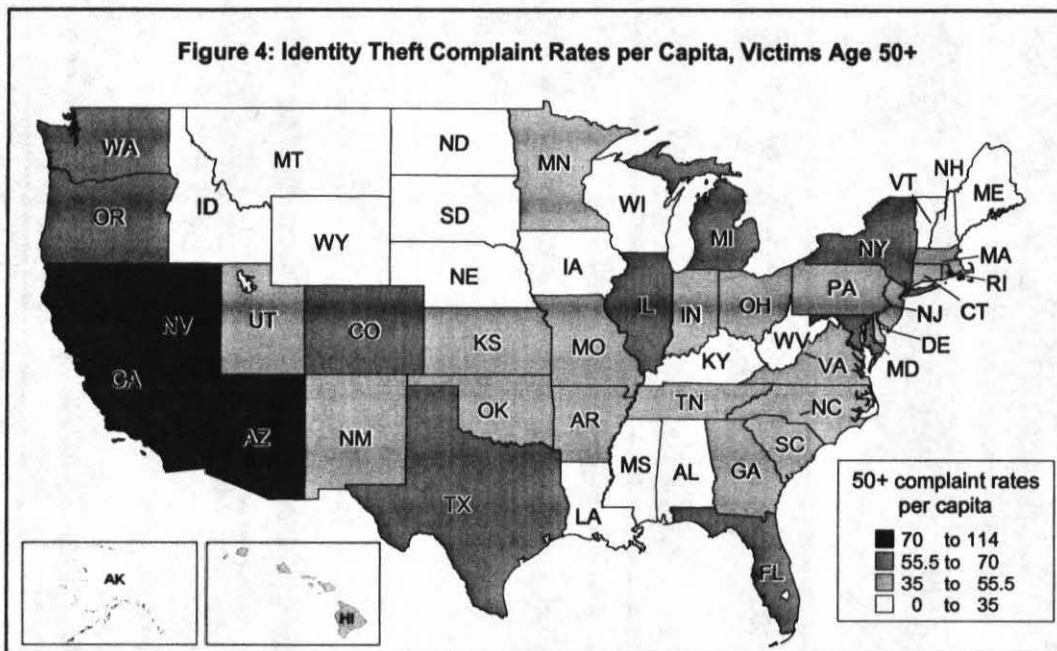 Figure 4: Identity Theft Complaint Rates per Capita, Victims Age 50+
WA
MT
ND
MN
VT
NH
ME
OR
ID
SD
WI
MI
NY
MA
WY
RI
NE
IA
PA
CT
NJ
NV
UT
CO
KS
MO
L
IN
OH
DE
MD
WV
VA
KY
CA
AZ
NM
OK
AR
TN
NC
SC
MS
AL
GA
TX
LA
FL
AK
HI
50+ complaint rates
per capita
70 to 114
55.5 to 70
35 to 55.5
0 to 35